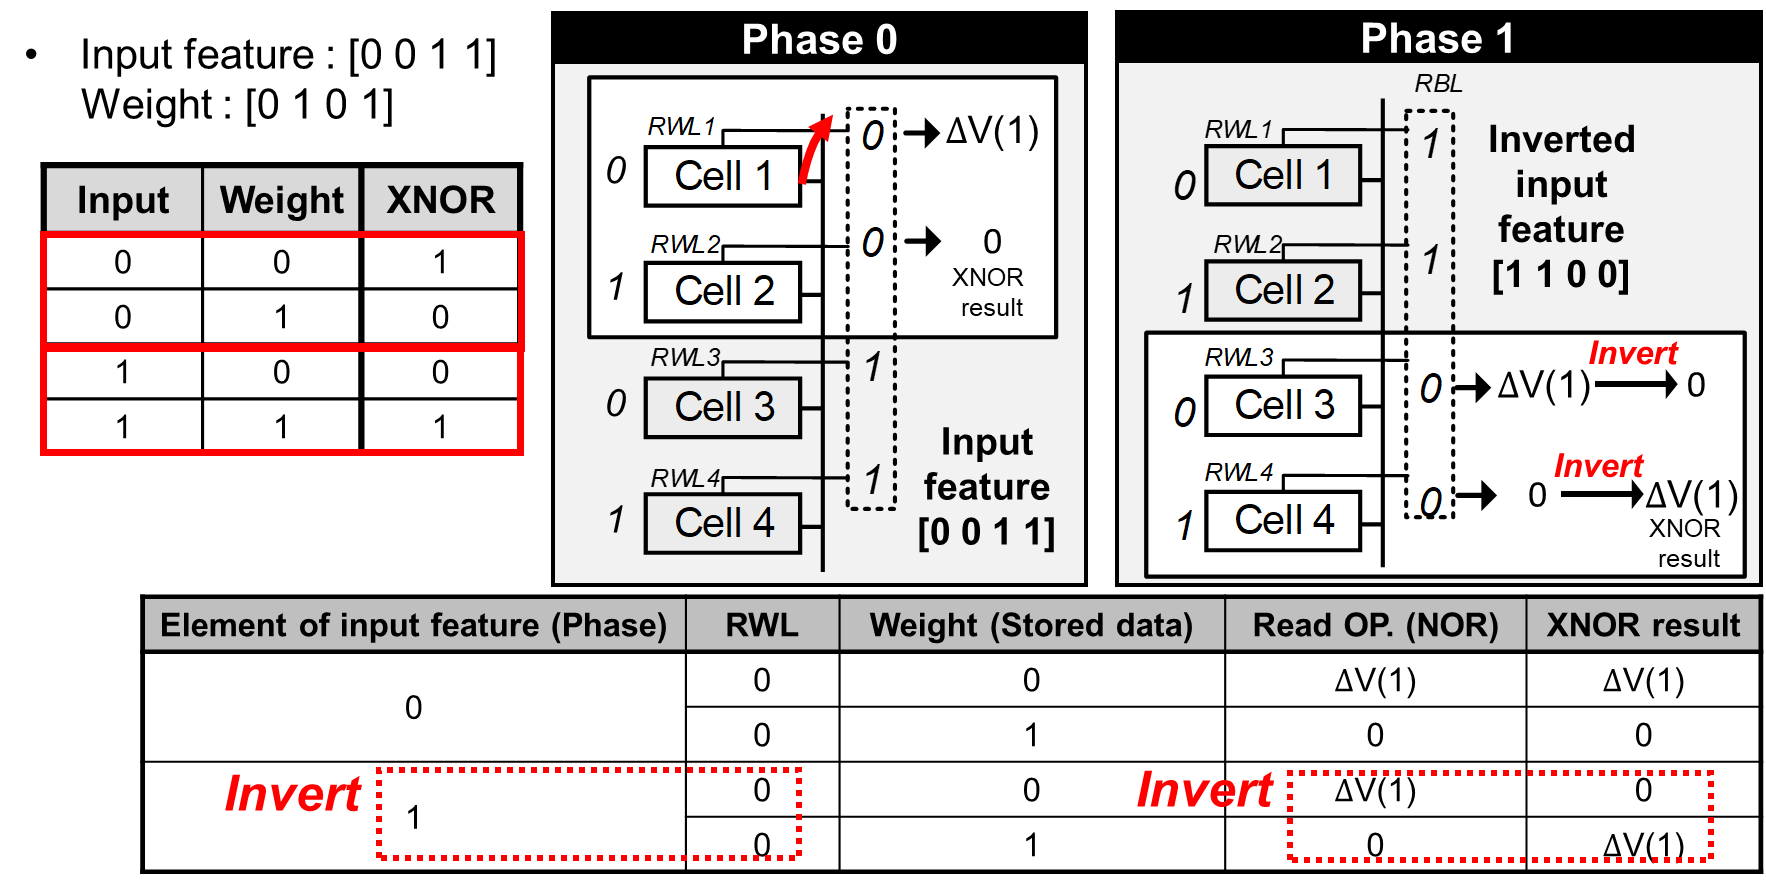 • Input feature : [0 0 1 1]
Weight : [0 1 0 1]
Input Weight XNOR
0 0 1
0 1 0
1 0 0
1 1 1
Phase 0
RWL1
0 Cell 1 0 ΔV(1)
RWL2
1 Cell 2 0 0
XNOR
result
RWL3
0 Cell 3 1
RWL4
1 Cell 4 1
Input
feature
[0 0 1 1]
Phase 1
RBL
RWL1
0 Cell 1 1
RWL2
1 Cell 2 1
Inverted
input
feature
[1 1 0 0]
RWL3
Invert
0 Cell 3 0 ΔV(1) 0
RWL4
Invert
1 Cell 4 0 0 ΔV(1)
XNOR
result
Element of input feature (Phase) RWL Weight (Stored data) Read OP. (NOR) XNOR result
0 0 0 ΔV(1) ΔV(1)
0 1 0 0
Invert 1 0 0 Invert ΔV(1) 0
0 1 0 ΔV(1)